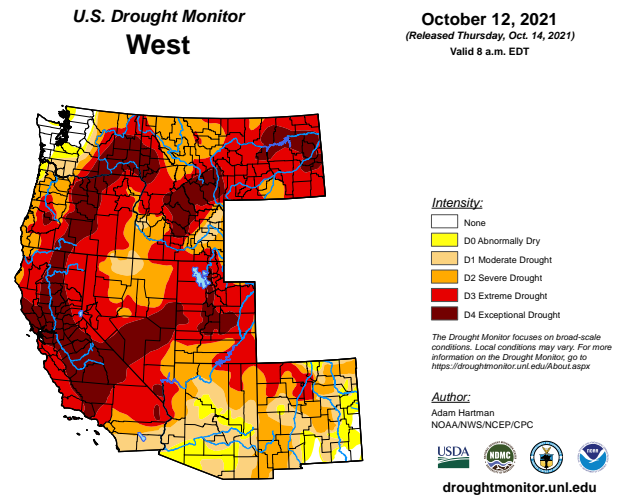 U.S. Drought Monitor
West
October 12, 2021
(Released Thursday, Oct. 14, 2021)
Valid 8 a.m. EDT
Intensity:
None
D0 Abnormally Dry
D1 Moderate Drought
D2 Severe Drought
D3 Extreme Drought
D4 Exceptional Drought
The Drought Monitor focuses on broad-scale
conditions. Local conditions may vary. For more
information on the Drought Monitor, go to
https://droughtmonitor.unl.edu/About.aspx
Author:
Adam Hartman
NOAA/NWS/NCEP/CPC
USDA
NDMC
NOAA
droughtmonitor.unl.edu